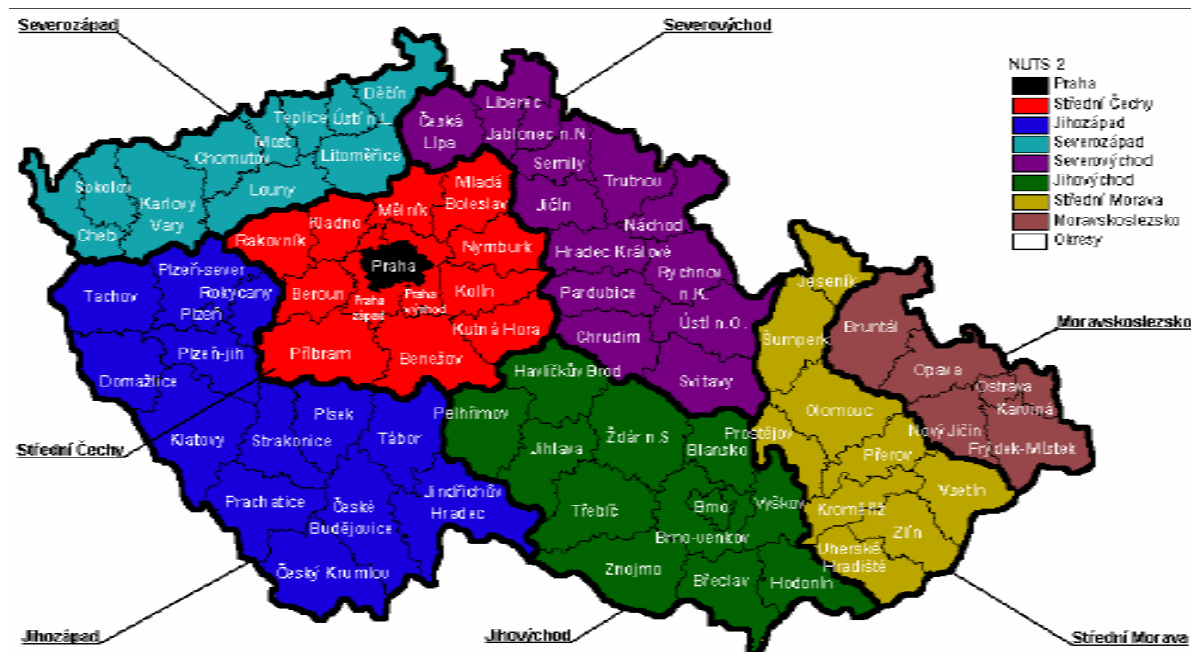 Severozápad
Severovýchod
NUTS 2
Praha
Střední Čechy
Jihozápad
Severozápad
Severovýchod
Jihovýchod
Střední Morava
Moravskoslezsko
Okresy
Děčín
Teplice
Ústí n.L.
Most
Chomutov
Litoměřice
Louny
Sokolov
Karlovy
Vary
Cheb
Liberec
Česká
Lípa
Jablonec n.N.
Semily
Trutnov
Jičín
Náchod
Hradec Králové
Rychnov
n.K.
Pardubice
Ústí n.O.
Chrudim
Svitavy
Mladá
Boleslav
Mělník
Kladno
Rakovník
Nymburk
Praha
Beroun
Praha
západ
Praha
východ
Kolín
Kutná Hora
Příbram
Benešov
Plzeň-sever
Tachov
Rokycany
Plzeň
Plzeň-jih
Domažlice
Klatovy
Písek
Strakonice
Tábor
Prachatice
České
Budějovice
Jindřichův
Hradec
Český Krumlov
Havlíčkův Brod
Pelhřimov
Jihlava
Žďár n.S
Blansko
Třebíč
Brno
Vyškov
Brno-venkov
Znojmo
Břeclav
Hodonín
Jeseník
Šumperk
Olomouc
Prostějov
Přerov
Vsetín
Kroměříž
Zlín
Uherské
Hradiště
Bruntál
Opava
Ostrava
Karviná
Nový Jičín
Frýdek-Místek
Moravskoslezsko
Střední Čechy
Jihozápad
Jihovýchod
Střední Morava